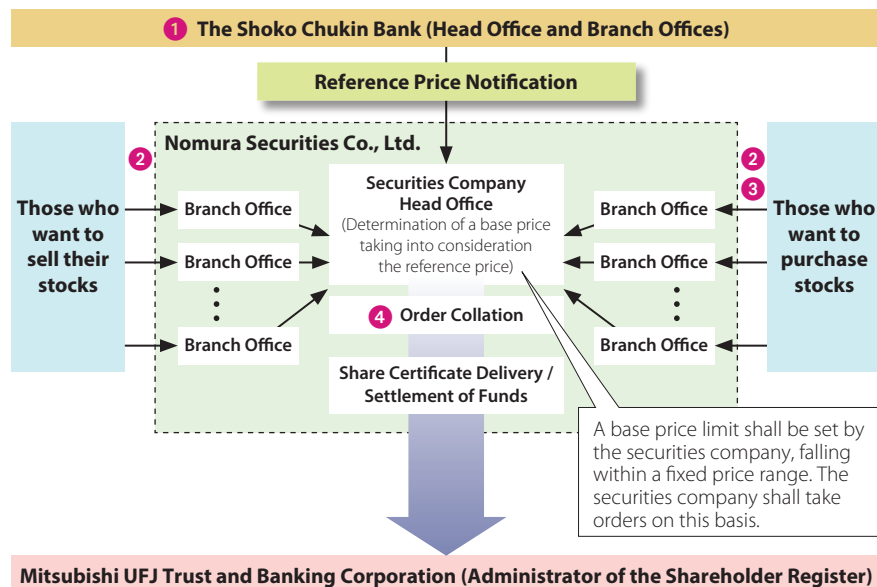 1 The Shoko Chukin Bank (Head Office and Branch Offices)
Reference Price Notification
Nomura Securities Co., Ltd.
2
Those who
want to
sell their
stocks
Branch Office
Branch Office
Branch Office
Securities Company
Head Office
(Determination of a base price
taking into consideration
the reference price)
4 Order Collation
Share Certificate Delivery /
Settlement of Funds
2
3
Branch Office
Branch Office
Branch Office
Those who
want to
purchase
stocks
A base price limit shall be set by
the securities company, falling
within a fixed price range. The
securities company shall take
orders on this basis.
Mitsubishi UFJ Trust and Banking Corporation (Administrator of the Shareholder Register)